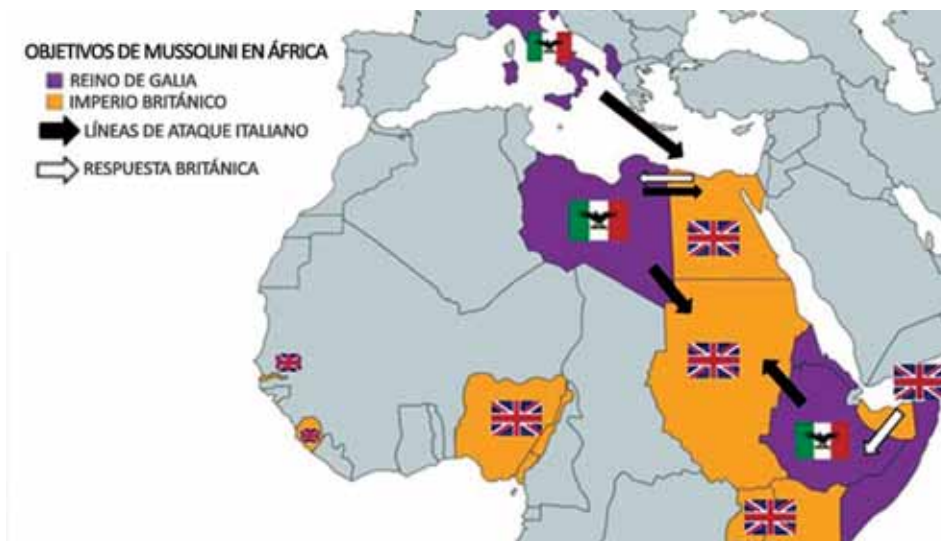 OBJETIVOS DE MUSSOLINI EN ÁFRICA
REINO DE GALIA
IMPERIO BRITÁNICO
LÍNEAS DE ATAQUE ITALIANO
RESPUESTA BRITÁNICA